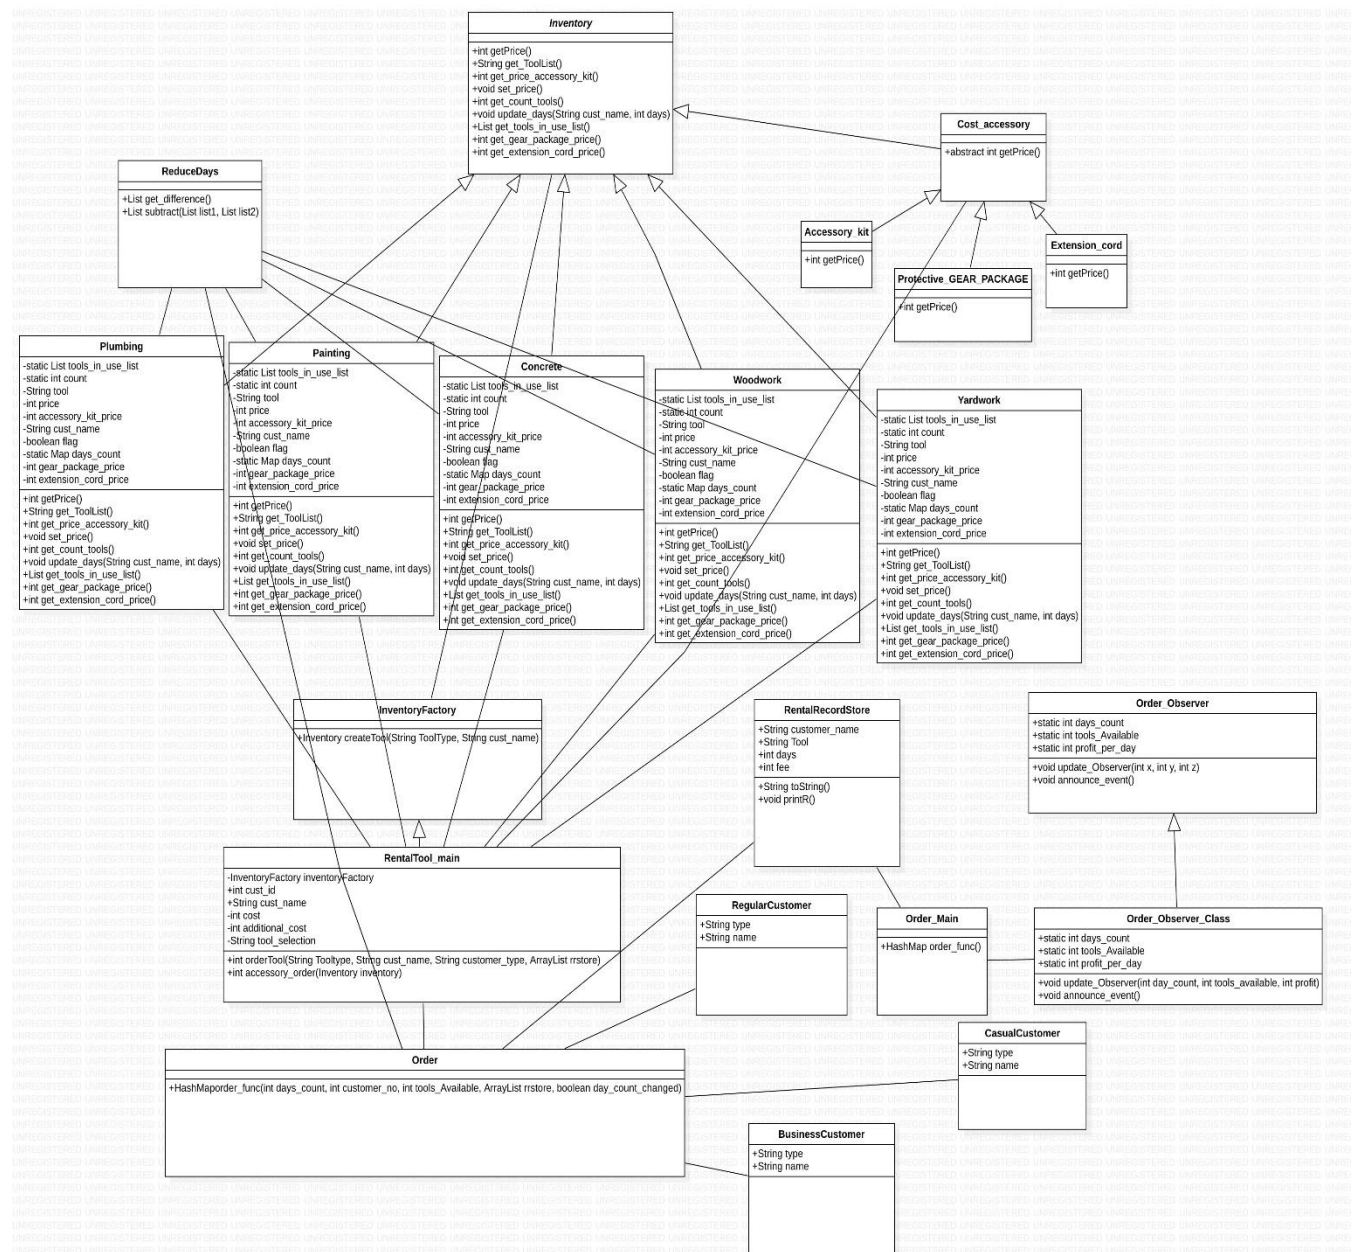 Inventory
+int getPrice()
+String get_ToolList()
+int get_price_accessory_kit()
+void set_price()
+int get_count_tools()
+void update_days(String cust_name, int days)
+List get_tools_in_use_list()
+int get_gear_package_price()
+int get_extension_cord_price()
Cost_accessory
+abstract int getPrice()
ReduceDays
+List get_difference()
+List subtract(List list1, List list2)
Accessory_kit
+int getPrice()
Protective_GEAR_PACKAGE
+int getPrice()
Extension_cord
+int getPrice()
Plumbing
-static List tools_in_use_list
-static int count
-String tool
-int price
-int accessory_kit_price
-String cust_name
-boolean flag
-static Map days_count
-int gear_package_price
-int extension_cord_price
+int getPrice()
+String get_ToolList()
+int get_price_accessory_kit()
+void set_price()
+int get_count_tools()
+void update_days(String cust_name, int days)
+List get_tools_in_use_list()
+int get_gear_package_price()
+int get_extension_cord_price()
Painting
-static List tools_in_use_list
-static int count
-String tool
-int price
-int accessory_kit_price
-String cust_name
-boolean flag
-static Map days_count
-int gear_package_price
-int extension_cord_price
+int getPrice()
+String get_ToolList()
+int get_price_accessory_kit()
+void set_price()
+int get_count_tools()
+void update_days(String cust_name, int days)
+List get_tools_in_use_list()
+int get_gear_package_price()
+int get_extension_cord_price()
Concrete
-static List tools_in_use_list
-static int count
-String tool
-int price
-int accessory_kit_price
-String cust_name
-boolean flag
-static Map days_count
-int gear_package_price
-int extension_cord_price
+int getPrice()
+String get_ToolList()
+int get_price_accessory_kit()
+void set_price()
+int get_count_tools()
+void update_days(String cust_name, int days)
+List get_tools_in_use_list()
+int get_gear_package_price()
+int get_extension_cord_price()
Woodwork
-static List tools_in_use_list
-static int count
-String tool
-int price
-int accessory_kit_price
-String cust_name
-boolean flag
-static Map days_count
-int gear_package_price
-int extension_cord_price
+int getPrice()
+String get_ToolList()
+int get_price_accessory_kit()
+void set_price()
+int get_count_tools()
+void update_days(String cust_name, int days)
+List get_tools_in_use_list()
+int get_gear_package_price()
+int get_extension_cord_price()
Yardwork
-static List tools_in_use_list
-static int count
-String tool
-int price
-int accessory_kit_price
-String cust_name
-boolean flag
-static Map days_count
-int gear_package_price
-int extension_cord_price
+int getPrice()
+String get_ToolList()
+int get_price_accessory_kit()
+void set_price()
+int get_count_tools()
+void update_days(String cust_name, int days)
+List get_tools_in_use_list()
+int get_gear_package_price()
+int get_extension_cord_price()
InventoryFactory
+Inventory createTool(String ToolType, String cust_name)
RentalRecordStore
+String customer_name
+String Tool
+int days
+int fee
+String toString()
+void printR()
Order_Observer
+static int days_count
+static int tools_Available
+static int profit_per_day
+void update_Observer(int x, int y, int z)
+void announce_event()
RentalTool_main
-InventoryFactory inventoryFactory
+int cust_id
+String cust_name
-int cost
-int additional_cost
-String tool_selection
+int orderTool(String Tooltype, String cust_name, String customer_type, ArrayList rrstore)
+int accessory_order(Inventory inventory)
RegularCustomer
+String type
+String name
Order_Main
+HashMap order_func()
Order_Observer_Class
+static int days_count
+static int tools_Available
+static int profit_per_day
+void update_Observer(int day_count, int tools_available, int profit)
+void announce_event()
CasualCustomer
+String type
+String name
Order
+HashMaporder_func(int days_count, int customer_no, int tools_Available, ArrayList rrstore, boolean day_count_changed)
BusinessCustomer
+String type
+String name